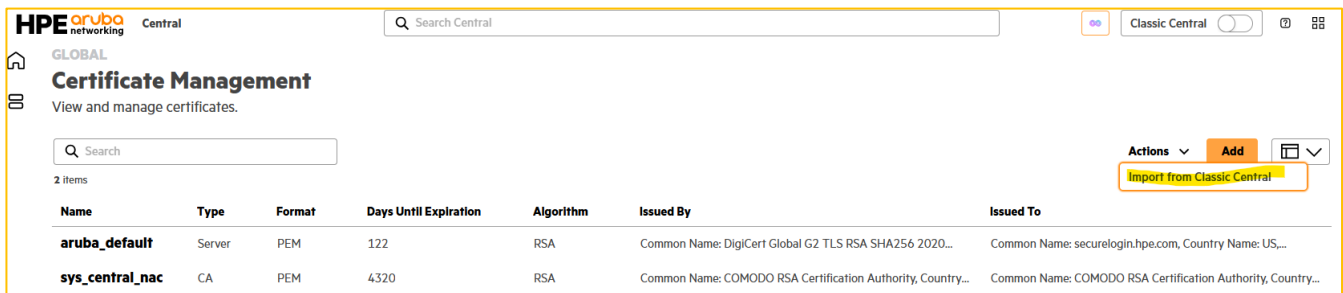 HPE aruba networking Central Search Central Classic Central
GLOBAL
Certificate Management
View and manage certificates.
Search Actions Add
2 items Import from Classic Central
Name Type Format Days Until Expiration Algorithm Issued By Issued To
aruba_default Server PEM 122 RSA Common Name: DigiCert Global G2 TLS RSA SHA256 2020... Common Name: securelogin.hpe.com, Country Name: US,...
sys_central_nac CA PEM 4320 RSA Common Name: COMODO RSA Certification Authority, Country... Common Name: COMODO RSA Certification Authority, Country...